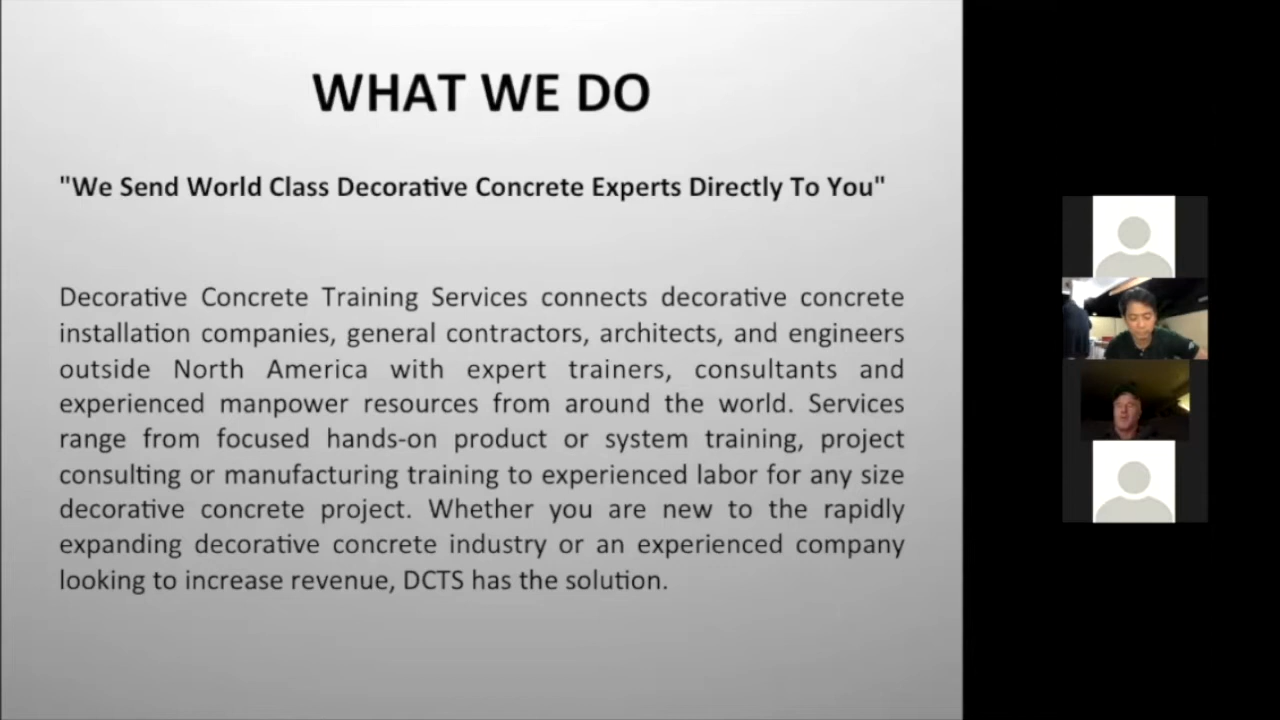 WHAT WE DO
"We Send World Class Decorative Concrete Experts Directly To You"
Decorative Concrete Training Services connects decorative concrete
installation companies, general contractors, architects, and engineers
outside North America with expert trainers, consultants and
experienced manpower resources from around the world. Services
range from focused hands-on product or system training, project
consulting or manufacturing training to experienced labor for any size
decorative concrete project. Whether you are new to the rapidly
expanding decorative concrete industry or an experienced company
looking to increase revenue, DCTS has the solution.